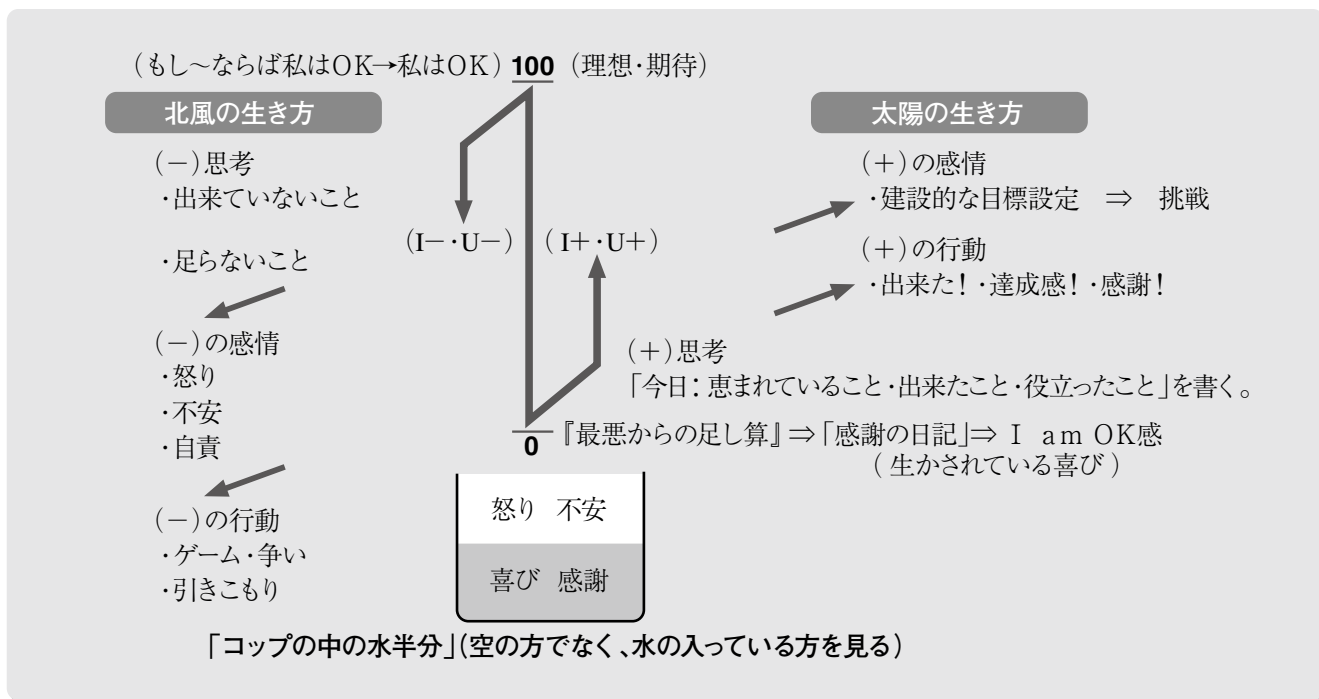 （もし～ならば私はOK→私はOK）100（理想・期待）
北風の生き方
（－）思考
・出来ていないこと
・足らないこと
（－）の感情
・怒り
・不安
・自責
（－）の行動
・ゲーム・争い
・引きこもり
（I－・U－）（I＋・U＋）
太陽の生き方
（＋）の感情
・建設的な目標設定　⇒　挑戦
（＋）の行動
・出来た！・達成感！・感謝！
（＋）思考
「今日：恵まれていること・出来たこと・役立ったこと」を書く。
0『最悪からの足し算』⇒「感謝の日記」⇒ I am OK感
（生かされている喜び）
怒り 不安
喜び 感謝
「コップの中の水半分」（空の方でなく、水の入っている方を見る）